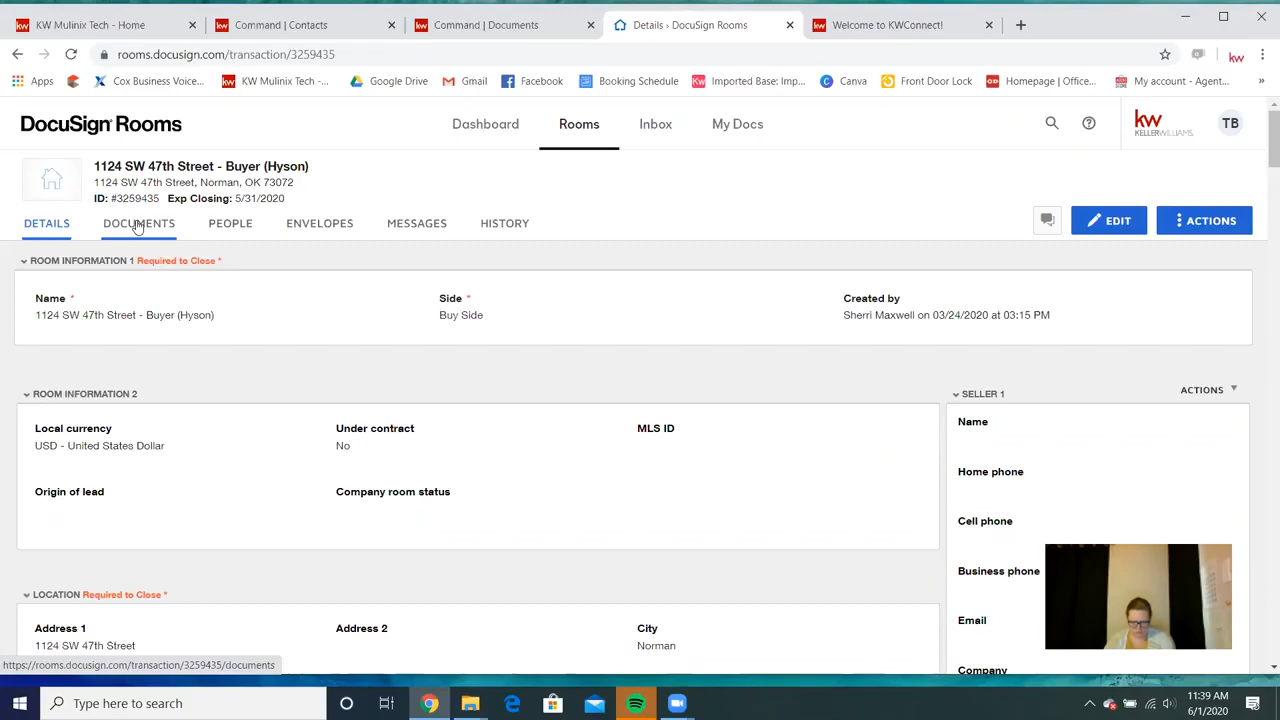 KW Mulinix Tech - Home
Command | Contacts
Command | Documents
Details › DocuSign Rooms
Welcome to KWConnect!
rooms.docusign.com/transaction/3259435
kw
Apps
Cox Business Voice...
KW Mulinix Tech -...
Google Drive
Gmail
Facebook
Booking Schedule
Imported Base: Imp...
Canva
Front Door Lock
Homepage | Office...
My account - Agent...
»
DocuSign Rooms
Dashboard
Rooms
Inbox
My Docs
kw
KELLERWILLIAMS.
TB
1124 SW 47th Street - Buyer (Hyson)
1124 SW 47th Street, Norman, OK 73072
ID: #3259435 Exp Closing: 5/31/2020
DETAILS
DOCUMENTS
PEOPLE
ENVELOPES
MESSAGES
HISTORY
EDIT
ACTIONS
ROOM INFORMATION 1 Required to Close *
Name *
Side *
Created by
1124 SW 47th Street - Buyer (Hyson)
Buy Side
Sherri Maxwell on 03/24/2020 at 03:15 PM
ROOM INFORMATION 2
SELLER 1
ACTIONS
Local currency
Under contract
MLS ID
USD - United States Dollar
No
Origin of lead
Company room status
Name
Home phone
Cell phone
Business phone
Email
Company
LOCATION Required to Close *
Address 1
Address 2
City
1124 SW 47th Street
Norman
https://rooms.docusign.com/transaction/3259435/documents
Type here to search
11:39 AM
6/1/2020